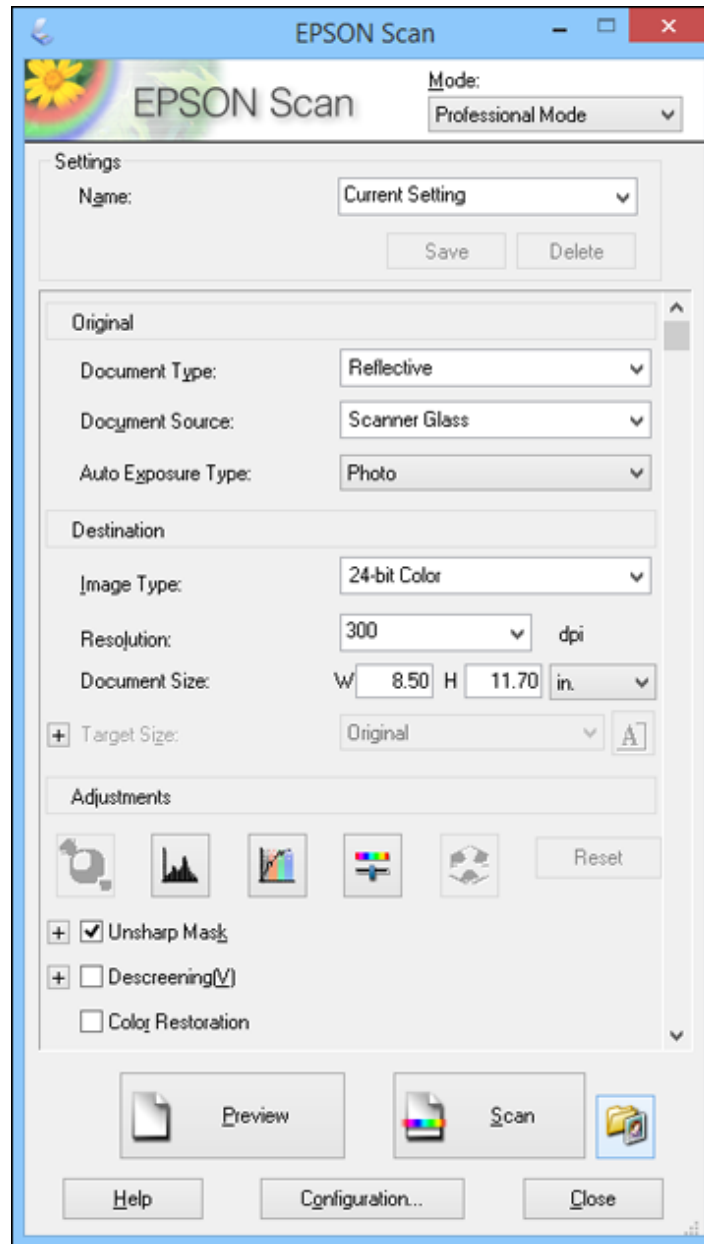 EPSON Scan
EPSON Scan
Mode:
Professional Mode
Settings
Name: Current Setting
Save Delete
Original
Document Type: Reflective
Document Source: Scanner Glass
Auto Exposure Type: Photo
Destination
Image Type: 24-bit Color
Resolution: 300 dpi
Document Size: W 8.50 H 11.70 in.
+ Target Size: Original A
Adjustments
Reset
+ Unsharp Mask
+ Descreening(V)
Color Restoration
Preview Scan
Help Configuration... Close